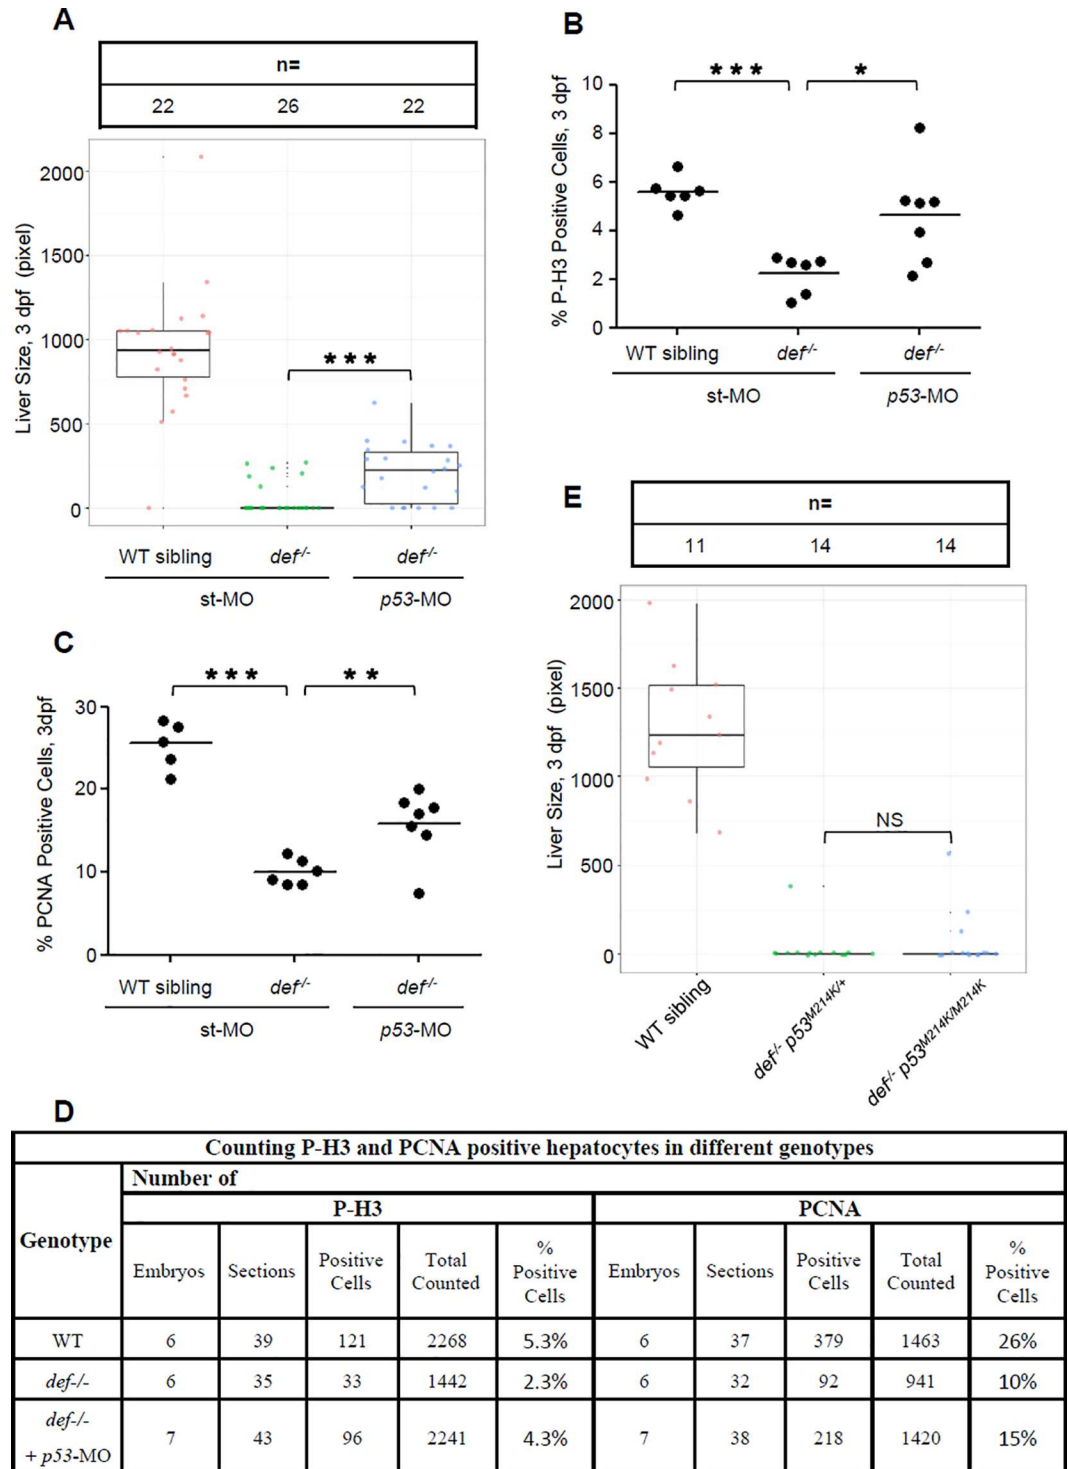 A
n=
22 26 22
Liver Size, 3 dpf (pixel)
2000
1500
1000
500
0
***
WT sibling def-/- def-/-
st-MO p53-MO
B
*** *
% P-H3 Positive Cells, 3 dpf
10
8
6
4
2
0
WT sibling def-/- def-/-
st-MO p53-MO
C
*** **
% PCNA Positive Cells, 3dpf
30
20
10
0
WT sibling def-/- def-/-
st-MO p53-MO
E
n=
11 14 14
Liver Size, 3 dpf (pixel)
2000
1500
1000
500
0
NS
WT sibling
def-/- p53M214K/+
def-/- p53M214K/M214K
D
Counting P-H3 and PCNA positive hepatocytes in different genotypes
Genotype Number of
P-H3 PCNA
Embryos Sections Positive Cells Total Counted % Positive Cells Embryos Sections Positive Cells Total Counted % Positive Cells
WT 6 39 121 2268 5.3% 6 37 379 1463 26%
def-/- 6 35 33 1442 2.3% 6 32 92 941 10%
def-/- + p53-MO 7 43 96 2241 4.3% 7 38 218 1420 15%